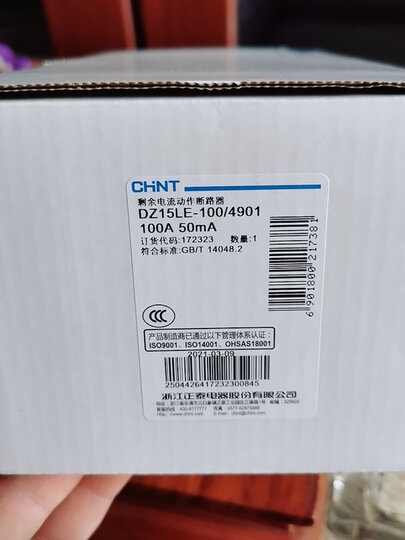 CHNT
剩余电流动作断路器
DZ15LE-100/4901
100A 50mA
订货代码:172323 数量:1
符合标准:GB/T 14048.2
6901800217381
CCC
产品制造商已通过以下管理体系认证:
ISO9001、ISO14001、OHSAS18001
2021.03.09
2504426417232300845
浙江正泰电器股份有限公司